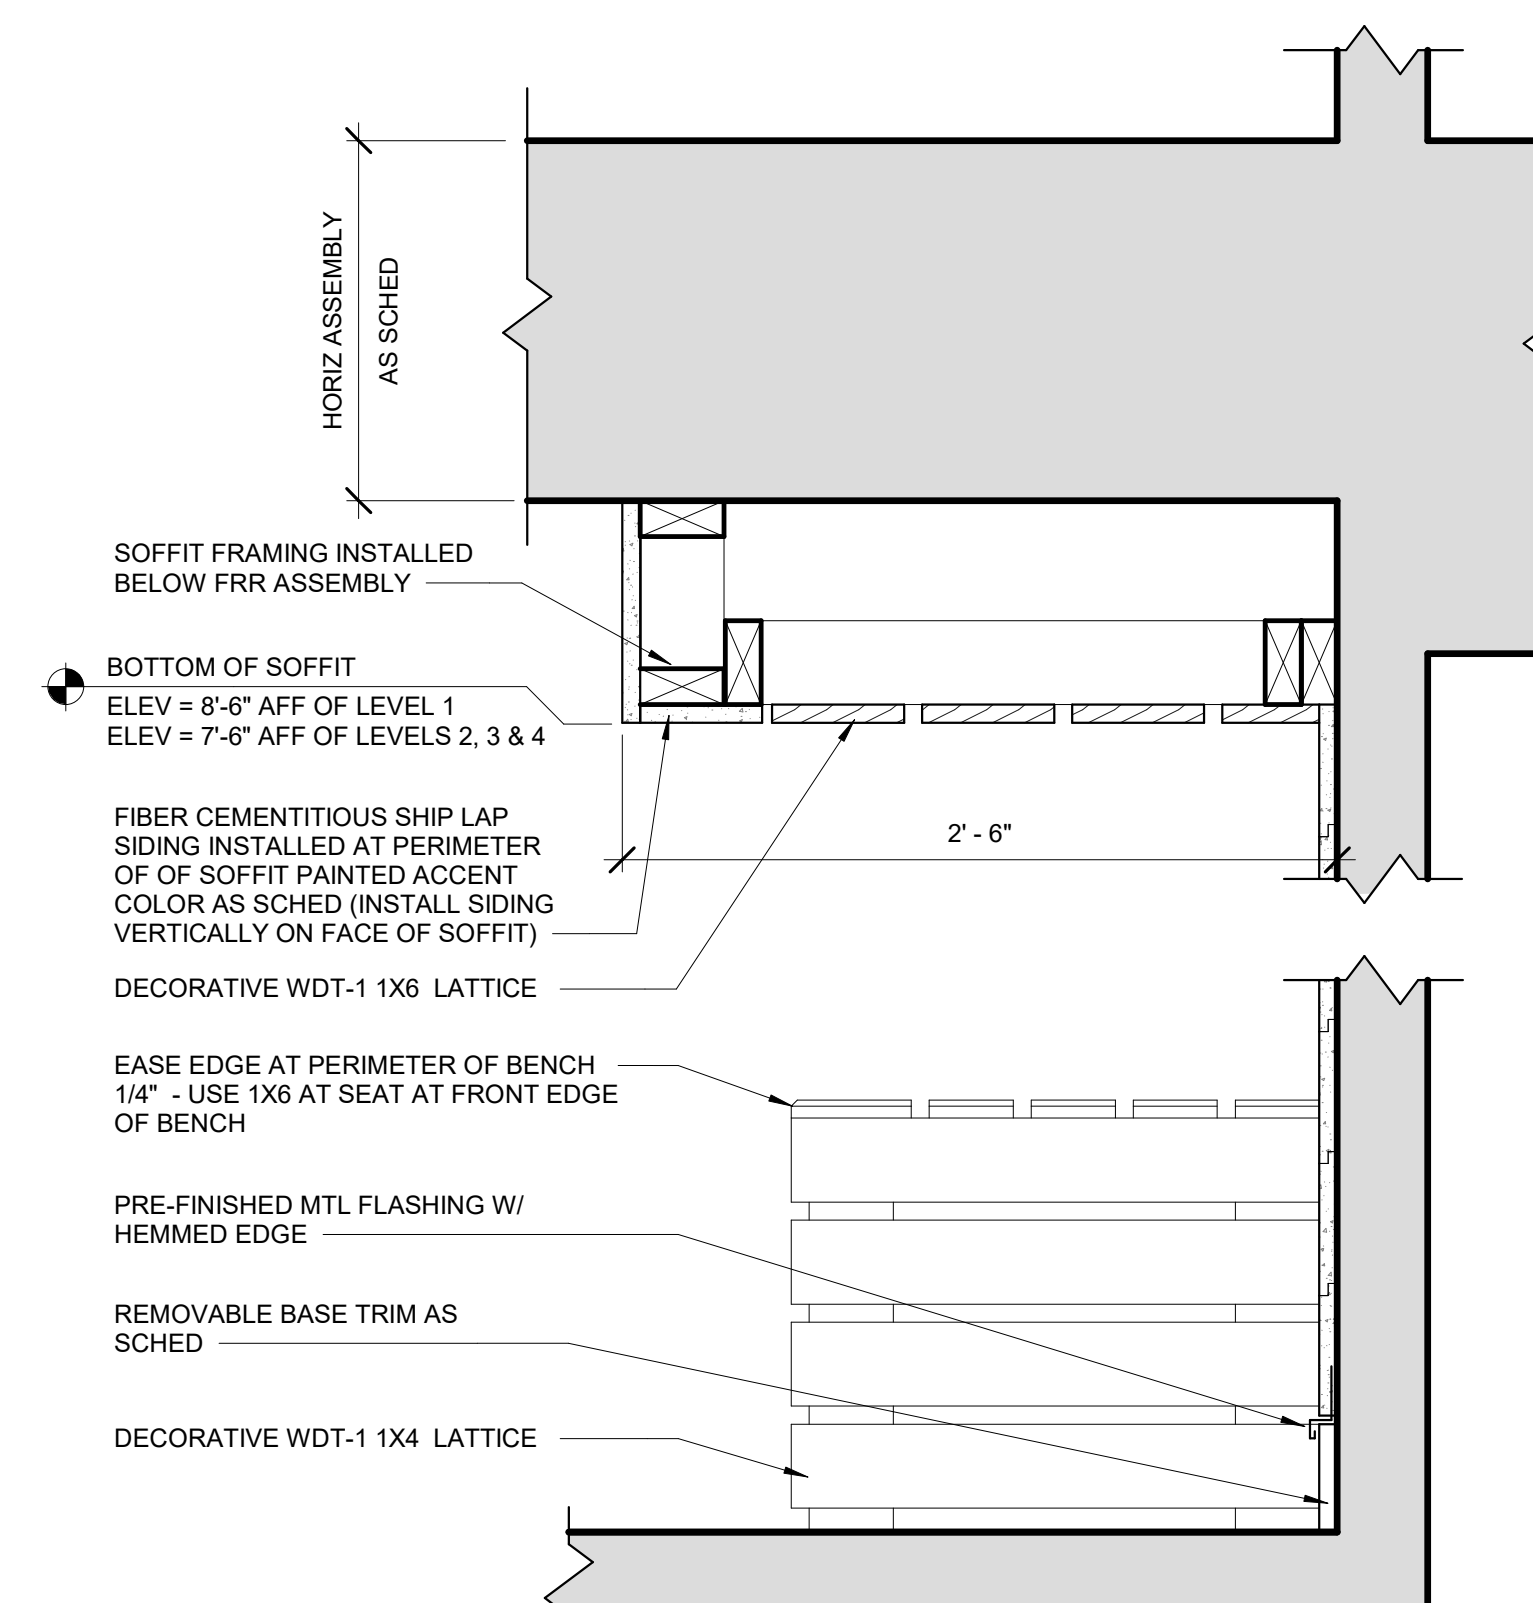 HORIZ ASSEMBLY
AS SCHED
SOFFIT FRAMING INSTALLED
BELOW FRR ASSEMBLY
BOTTOM OF SOFFIT
ELEV = 8'-6" AFF OF LEVEL 1
ELEV = 7'-6" AFF OF LEVELS 2, 3 & 4
FIBER CEMENTITIOUS SHIP LAP
SIDING INSTALLED AT PERIMETER
OF OF SOFFIT PAINTED ACCENT
COLOR AS SCHED (INSTALL SIDING
VERTICALLY ON FACE OF SOFFIT)
2' - 6"
DECORATIVE WDT-1 1X6 LATTICE
EASE EDGE AT PERIMETER OF BENCH
1/4" - USE 1X6 AT SEAT AT FRONT EDGE
OF BENCH
PRE-FINISHED MTL FLASHING W/
HEMMED EDGE
REMOVABLE BASE TRIM AS
SCHED
DECORATIVE WDT-1 1X4 LATTICE